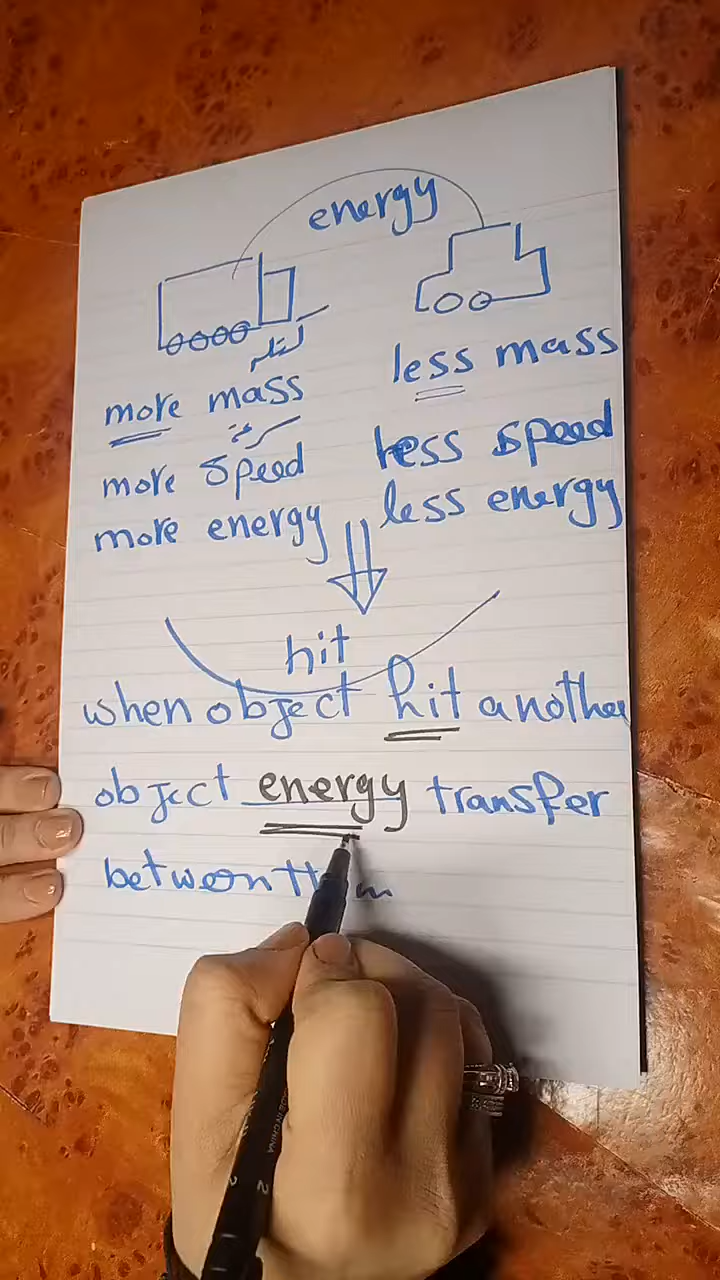 energy
more mass
less mass
more speed
less speed
more energy
less energy
hit
when object hit another
object energy transfer
between